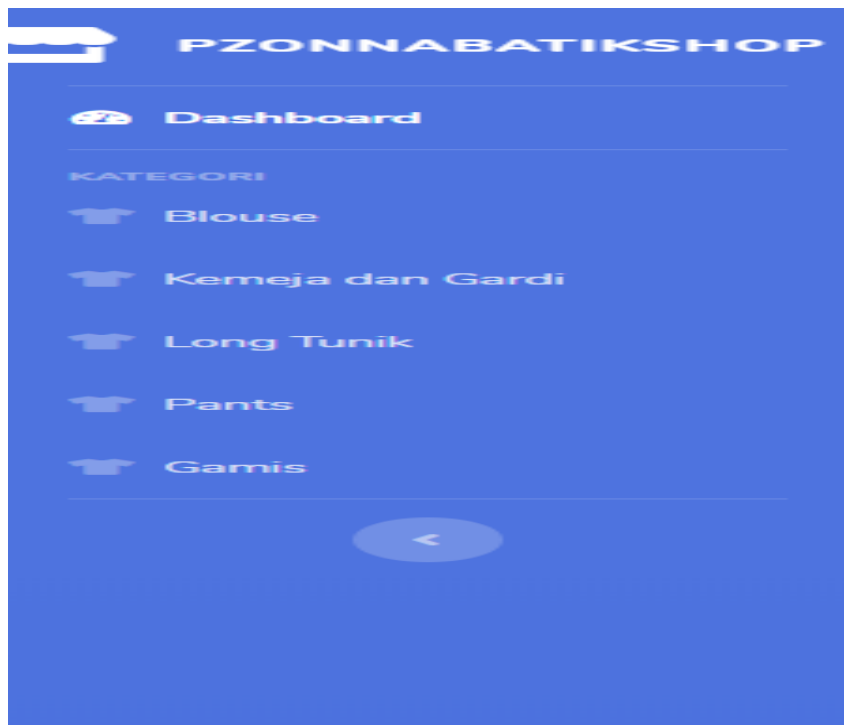 PZONNABATIKSHOP
Dashboard
KATEGORI
Blouse
Kemeja dan Gardi
Long Tunik
Pants
Gamis